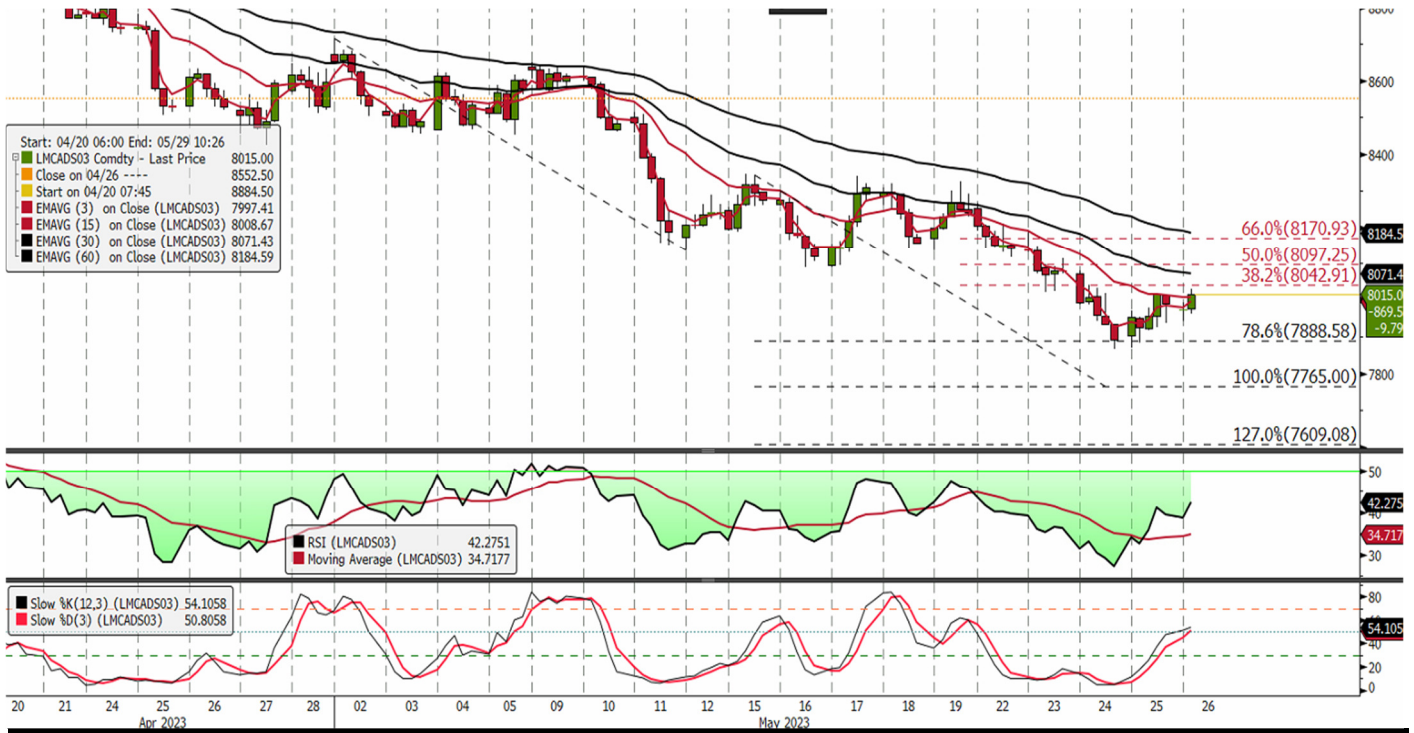 8800
8600
8400
7800
Start: 04/20 06:00 End: 05/29 10:26
LMCADS03 Comdty - Last Price 8015.00
Close on 04/26 ---- 8552.50
Start on 04/20 07:45 8884.50
EMAVG (3) on Close (LMCADS03) 7997.41
EMAVG (15) on Close (LMCADS03) 8008.67
EMAVG (30) on Close (LMCADS03) 8071.43
EMAVG (60) on Close (LMCADS03) 8184.59
66.0%(8170.93)
8184.5
50.0%(8097.25)
8071.4
38.2%(8042.91)
8015.0
-869.5
-9.79
78.6%(7888.58)
100.0%(7765.00)
127.0%(7609.08)
50
42.275
40
34.717
30
RSI (LMCADS03) 42.2751
Moving Average (LMCADS03) 34.7177
Slow %K(12,3) (LMCADS03) 54.1058
Slow %D(3) (LMCADS03) 50.8058
80
54.105
40
20
0
20 21 24 25 26 27 28 02 03 04 05 09 10 11 12 15 16 17 18 19 22 23 24 25 26
Apr 2023 May 2023